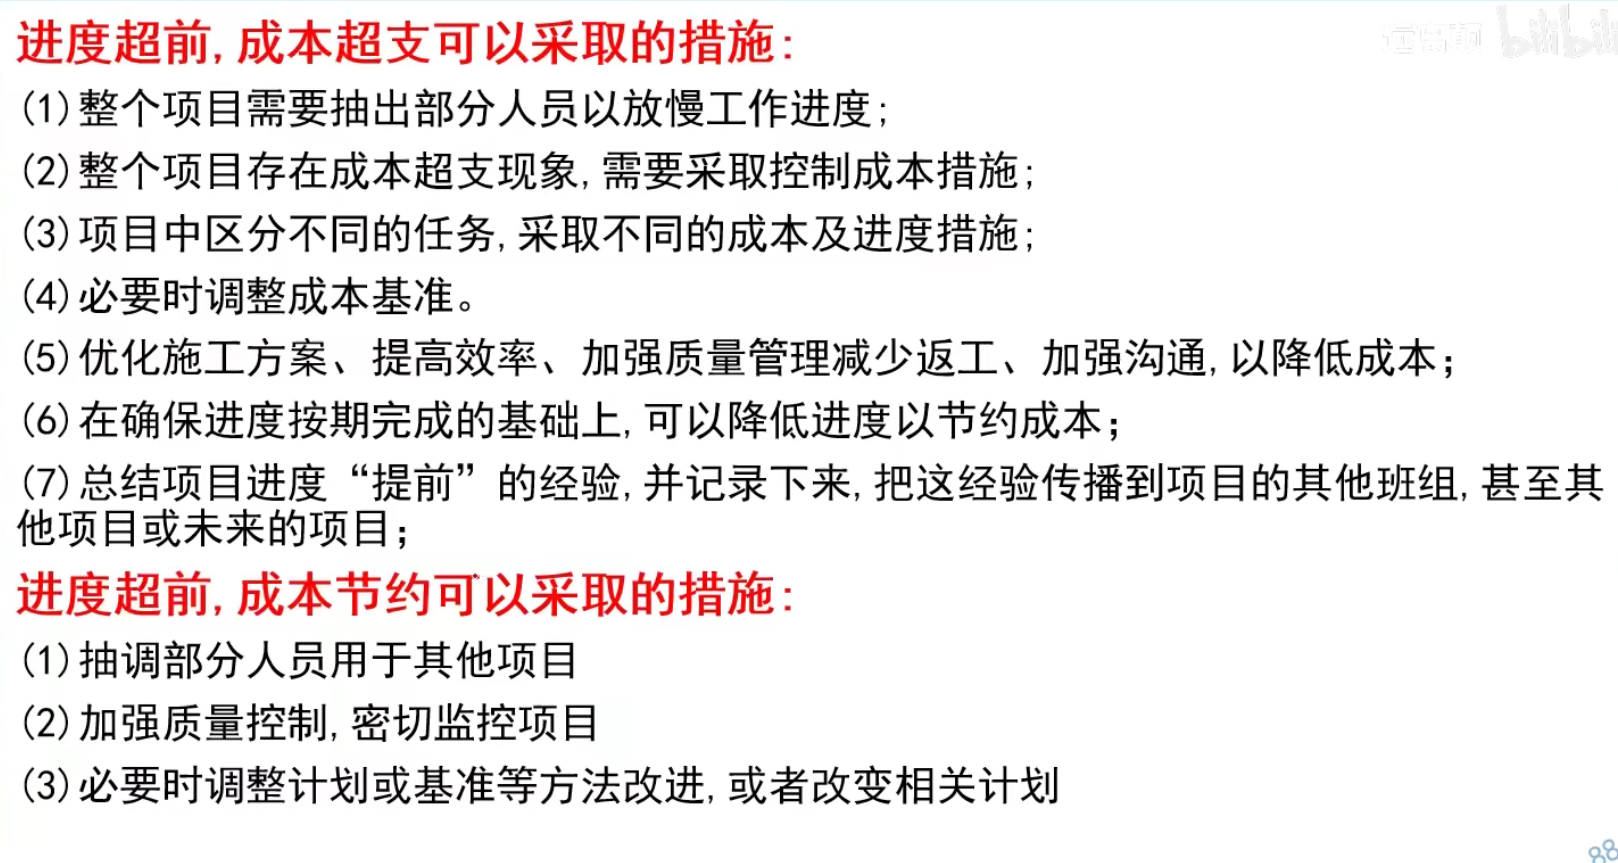 进度超前,成本超支可以采取的措施:
(1)整个项目需要抽出部分人员以放慢工作进度;
(2)整个项目存在成本超支现象,需要采取控制成本措施;
(3)项目中区分不同的任务,采取不同的成本及进度措施;
(4)必要时调整成本基准。
(5)优化施工方案、提高效率、加强质量管理减少返工、加强沟通,以降低成本;
(6)在确保进度按期完成的基础上,可以降低进度以节约成本;
(7)总结项目进度“提前”的经验,并记录下来,把这经验传播到项目的其他班组,甚至其
他项目或未来的项目;
进度超前,成本节约可以采取的措施:
(1)抽调部分人员用于其他项目
(2)加强质量控制,密切监控项目
(3)必要时调整计划或基准等方法改进,或者改变相关计划
bilibili